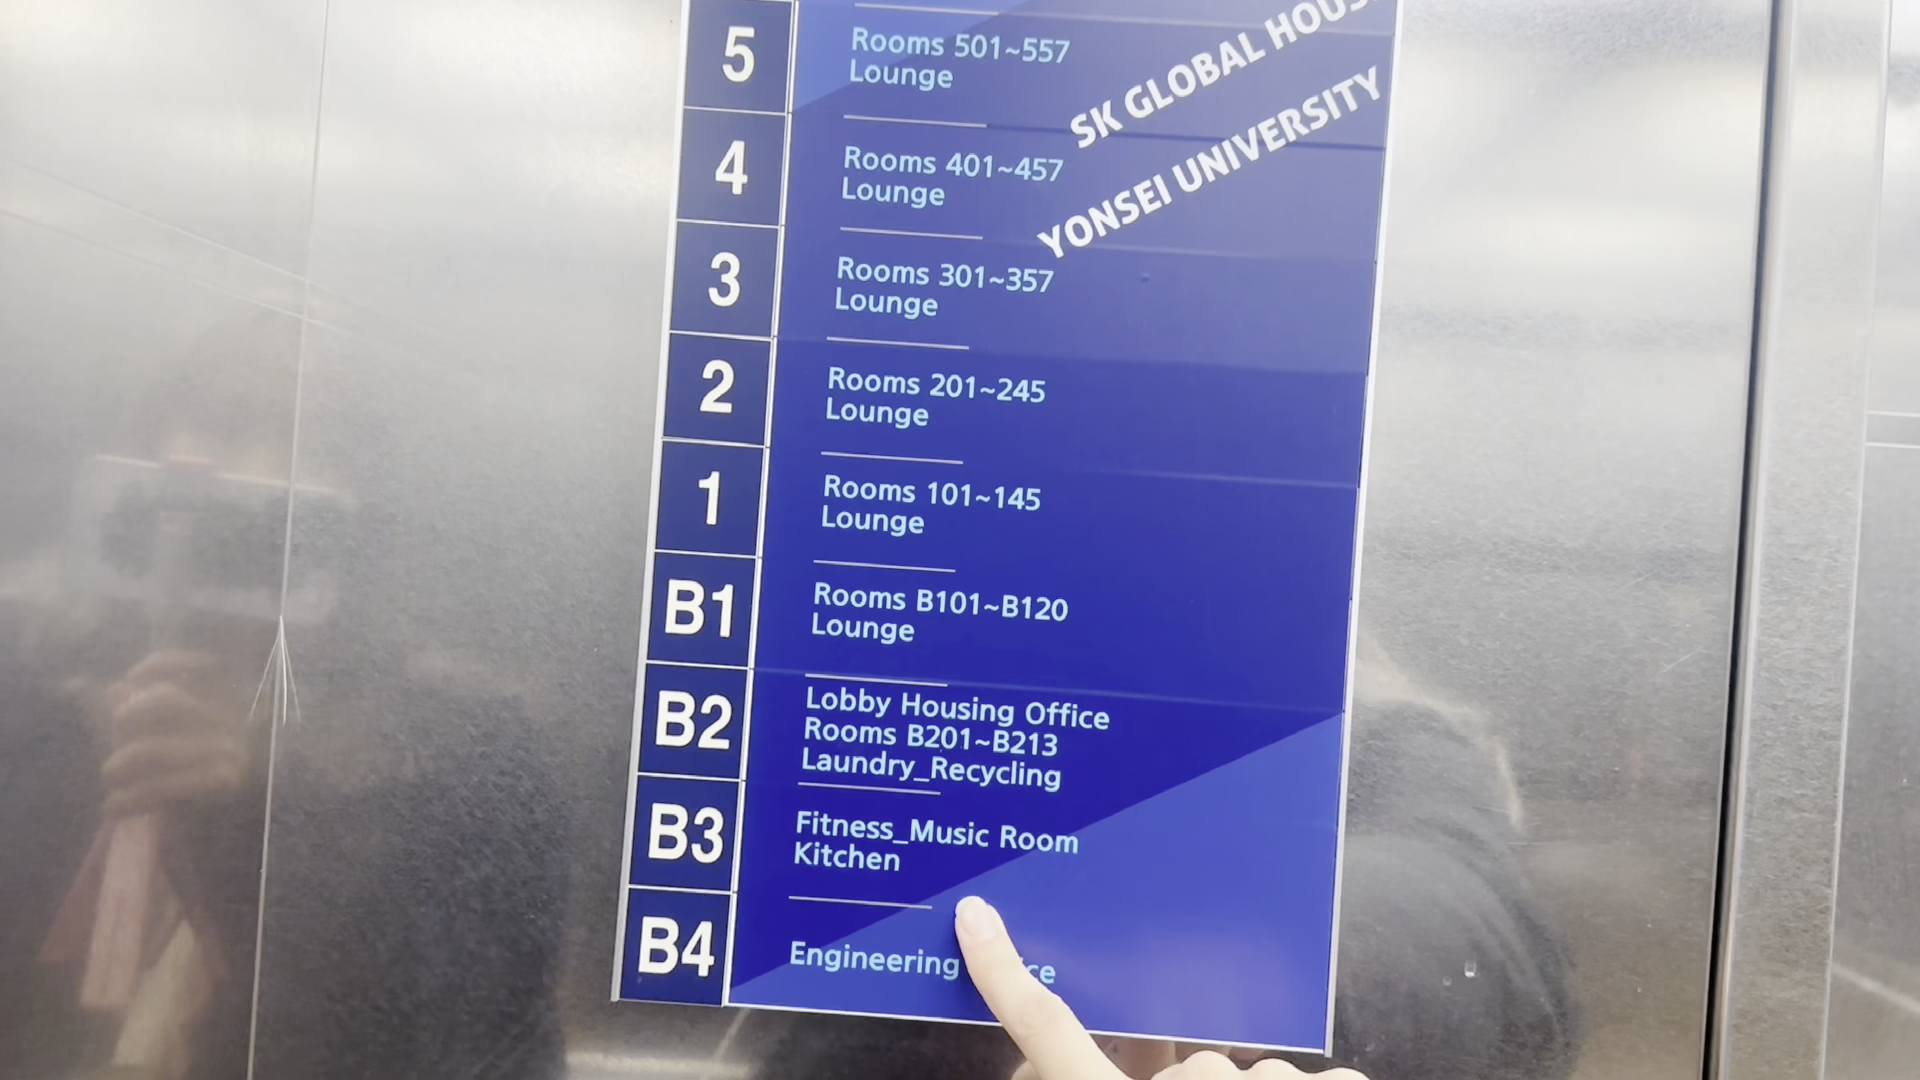 5
Rooms 501~557
Lounge
SK GLOBAL
YONSEI UNIVERSITY
4
Rooms 401~457
Lounge
3
Rooms 301~357
Lounge
2
Rooms 201~245
Lounge
1
Rooms 101~145
Lounge
B1
Rooms B101~B120
Lounge
B2
Lobby Housing Office
Rooms B201~B213
Laundry_Recycling
B3
Fitness_Music Room
Kitchen
B4
Engineering